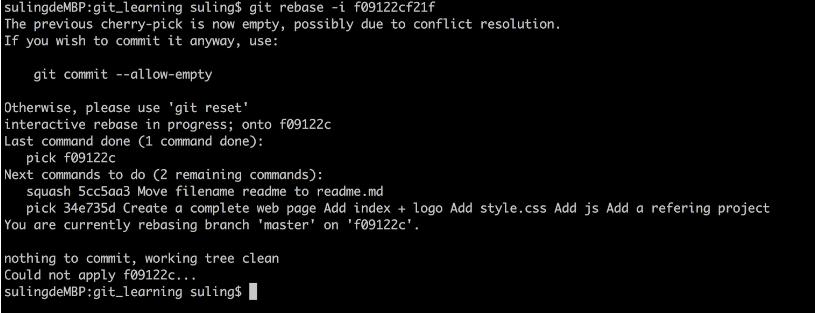 sulingdeMBP:git_learning suling$ git rebase -i f09122cf21f
The previous cherry-pick is now empty, possibly due to conflict resolution.
If you wish to commit it anyway, use:
git commit --allow-empty
Otherwise, please use 'git reset'
interactive rebase in progress; onto f09122c
Last command done (1 command done):
pick f09122c
Next commands to do (2 remaining commands):
squash 5cc5aa3 Move filename readme to readme.md
pick 34e735d Create a complete web page Add index + logo Add style.css Add js Add a refering project
You are currently rebasing branch 'master' on 'f09122c'.
nothing to commit, working tree clean
Could not apply f09122c...
sulingdeMBP:git_learning suling$